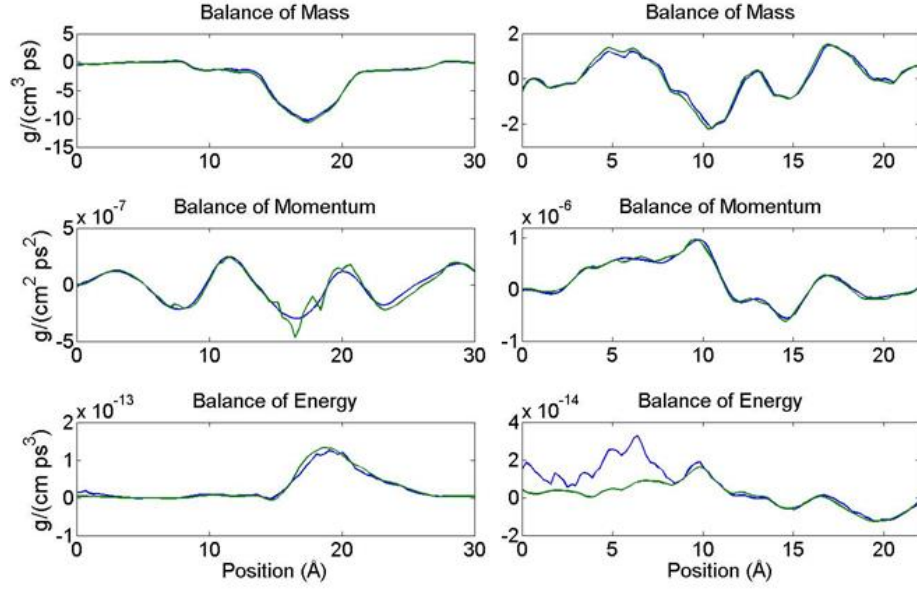 Balance of Mass
g/(cm³ ps)
5
0
-5
-10
-15
0 10 20 30
Balance of Mass
2
0
-2
0 5 10 15 20
Balance of Momentum
x 10⁻⁷
g/(cm² ps²)
5
0
-5
0 10 20 30
Balance of Momentum
x 10⁻⁶
1
0
-1
0 5 10 15 20
Balance of Energy
x 10⁻¹³
g/(cm ps³)
2
1
0
-1
0 10 20 30
Position (Å)
Balance of Energy
x 10⁻¹⁴
4
2
0
-2
0 5 10 15 20
Position (Å)